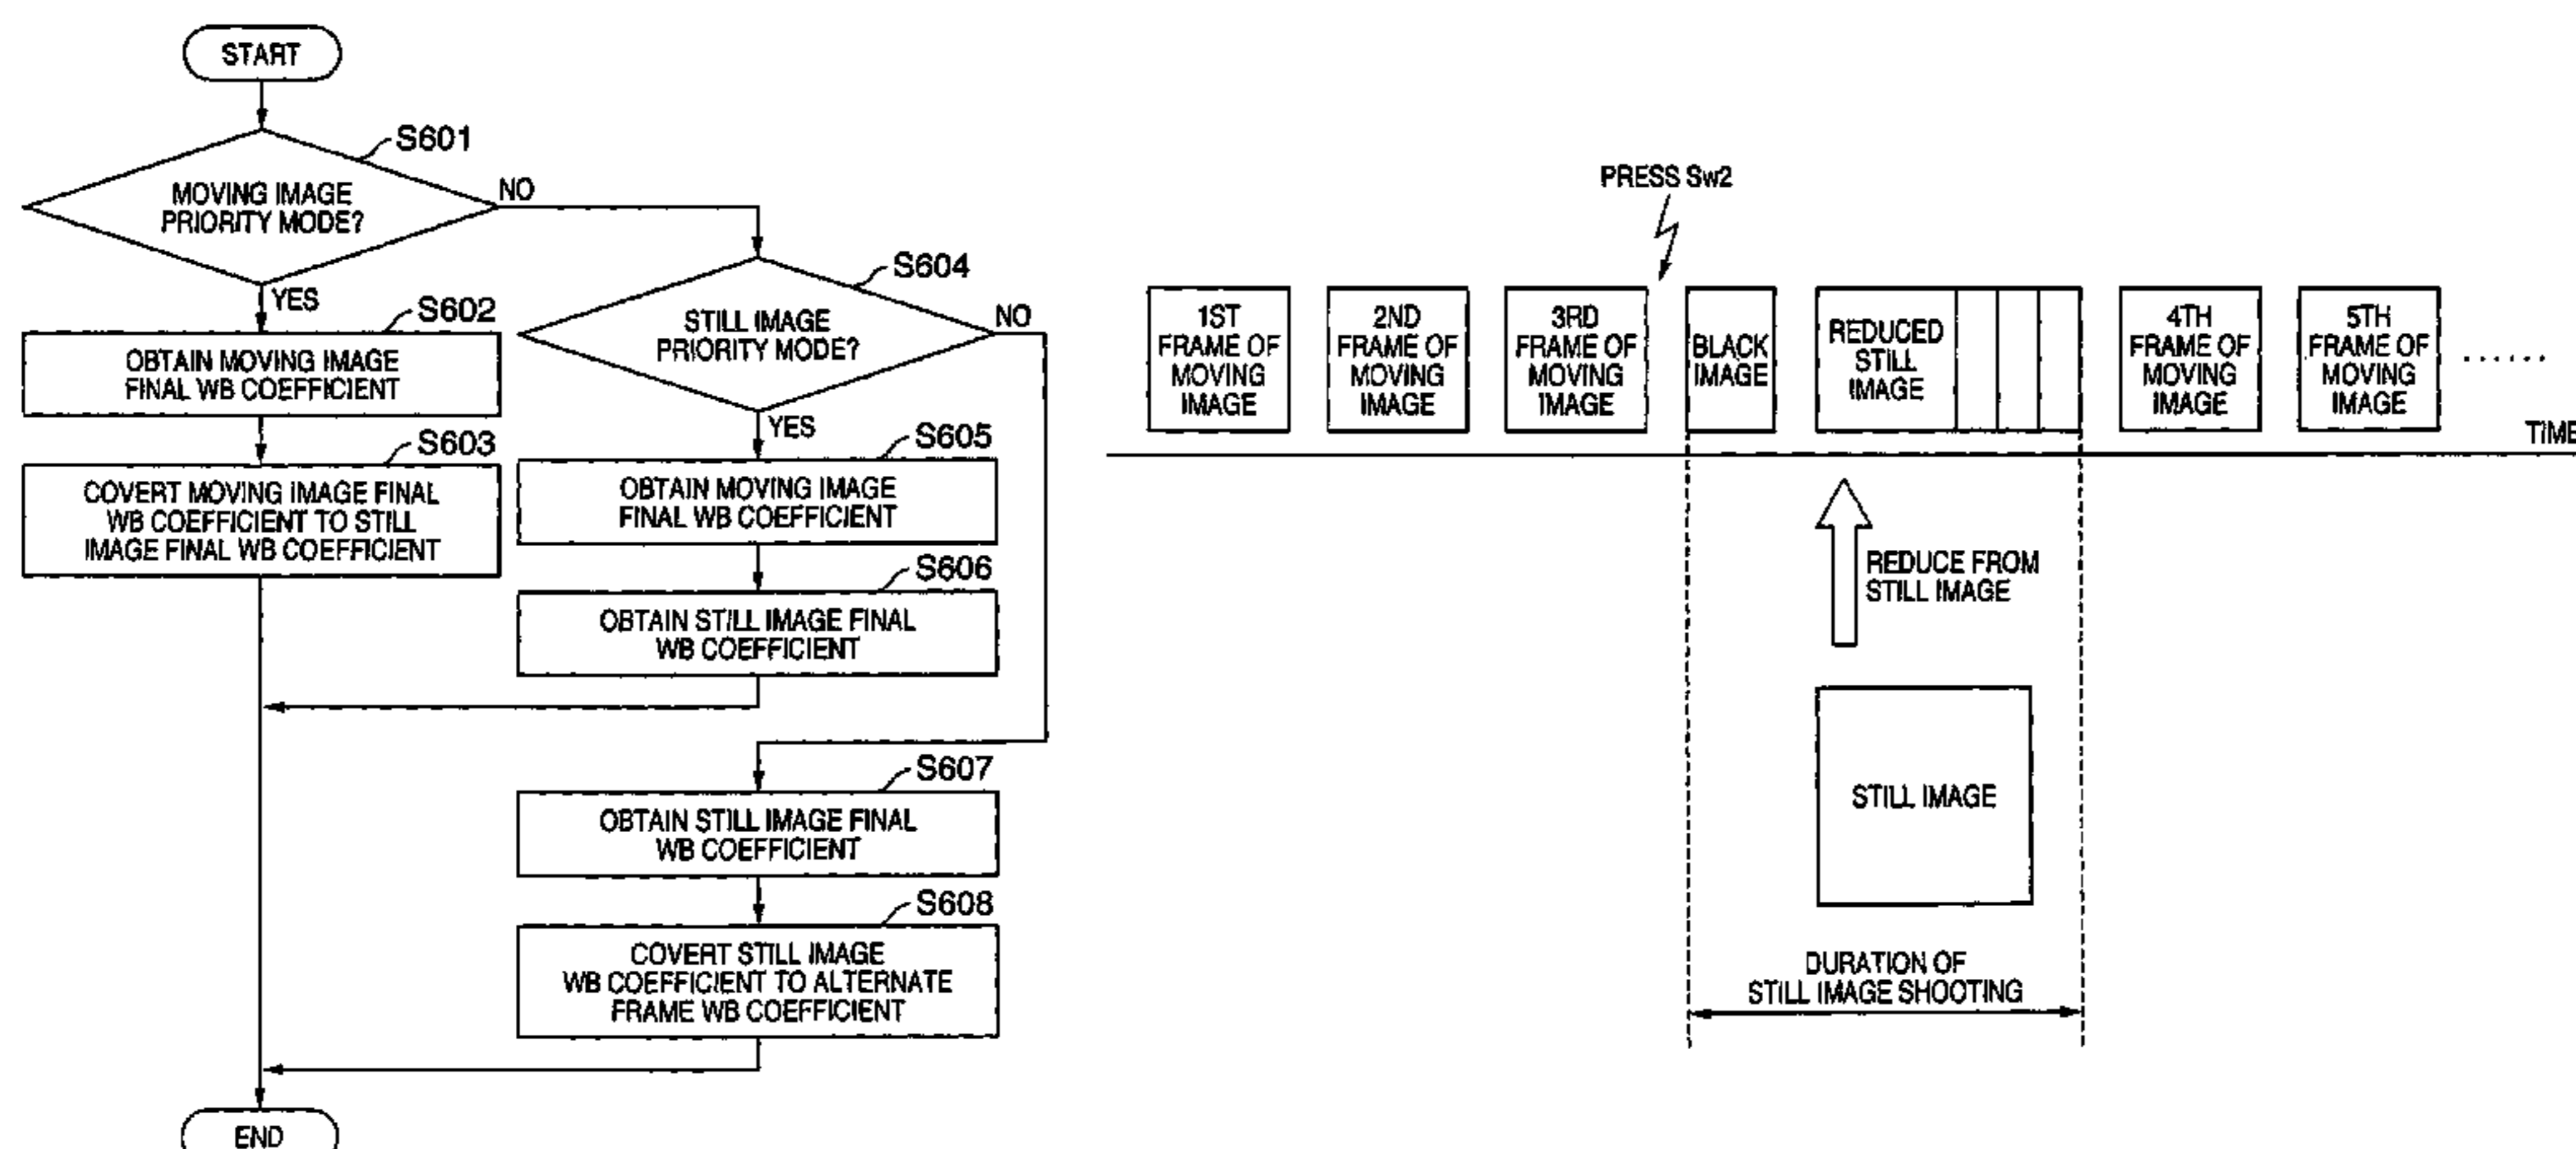 START
S601
MOVING IMAGE
PRIORITY MODE?
NO
YES
S602
OBTAIN MOVING IMAGE
FINAL WB COEFFICIENT
S603
COVERT MOVING IMAGE FINAL
WB COEFFICIENT TO STILL
IMAGE FINAL WB COEFFICIENT
S604
STILL IMAGE
PRIORITY MODE?
NO
YES
S605
OBTAIN MOVING IMAGE
FINAL WB COEFFICIENT
S606
OBTAIN STILL IMAGE FINAL
WB COEFFICIENT
S607
OBTAIN STILL IMAGE FINAL
WB COEFFICIENT
S608
COVERT STILL IMAGE
WB COEFFICIENT TO ALTERNATE
FRAME WB COEFFICIENT
END
PRESS Sw2
1ST
FRAME OF
MOVING
IMAGE
2ND
FRAME OF
MOVING
IMAGE
3RD
FRAME OF
MOVING
IMAGE
BLACK
IMAGE
REDUCED
STILL
IMAGE
4TH
FRAME OF
MOVING
IMAGE
5TH
FRAME OF
MOVING
IMAGE
......
TIME
REDUCE FROM
STILL IMAGE
STILL IMAGE
DURATION OF
STILL IMAGE SHOOTING